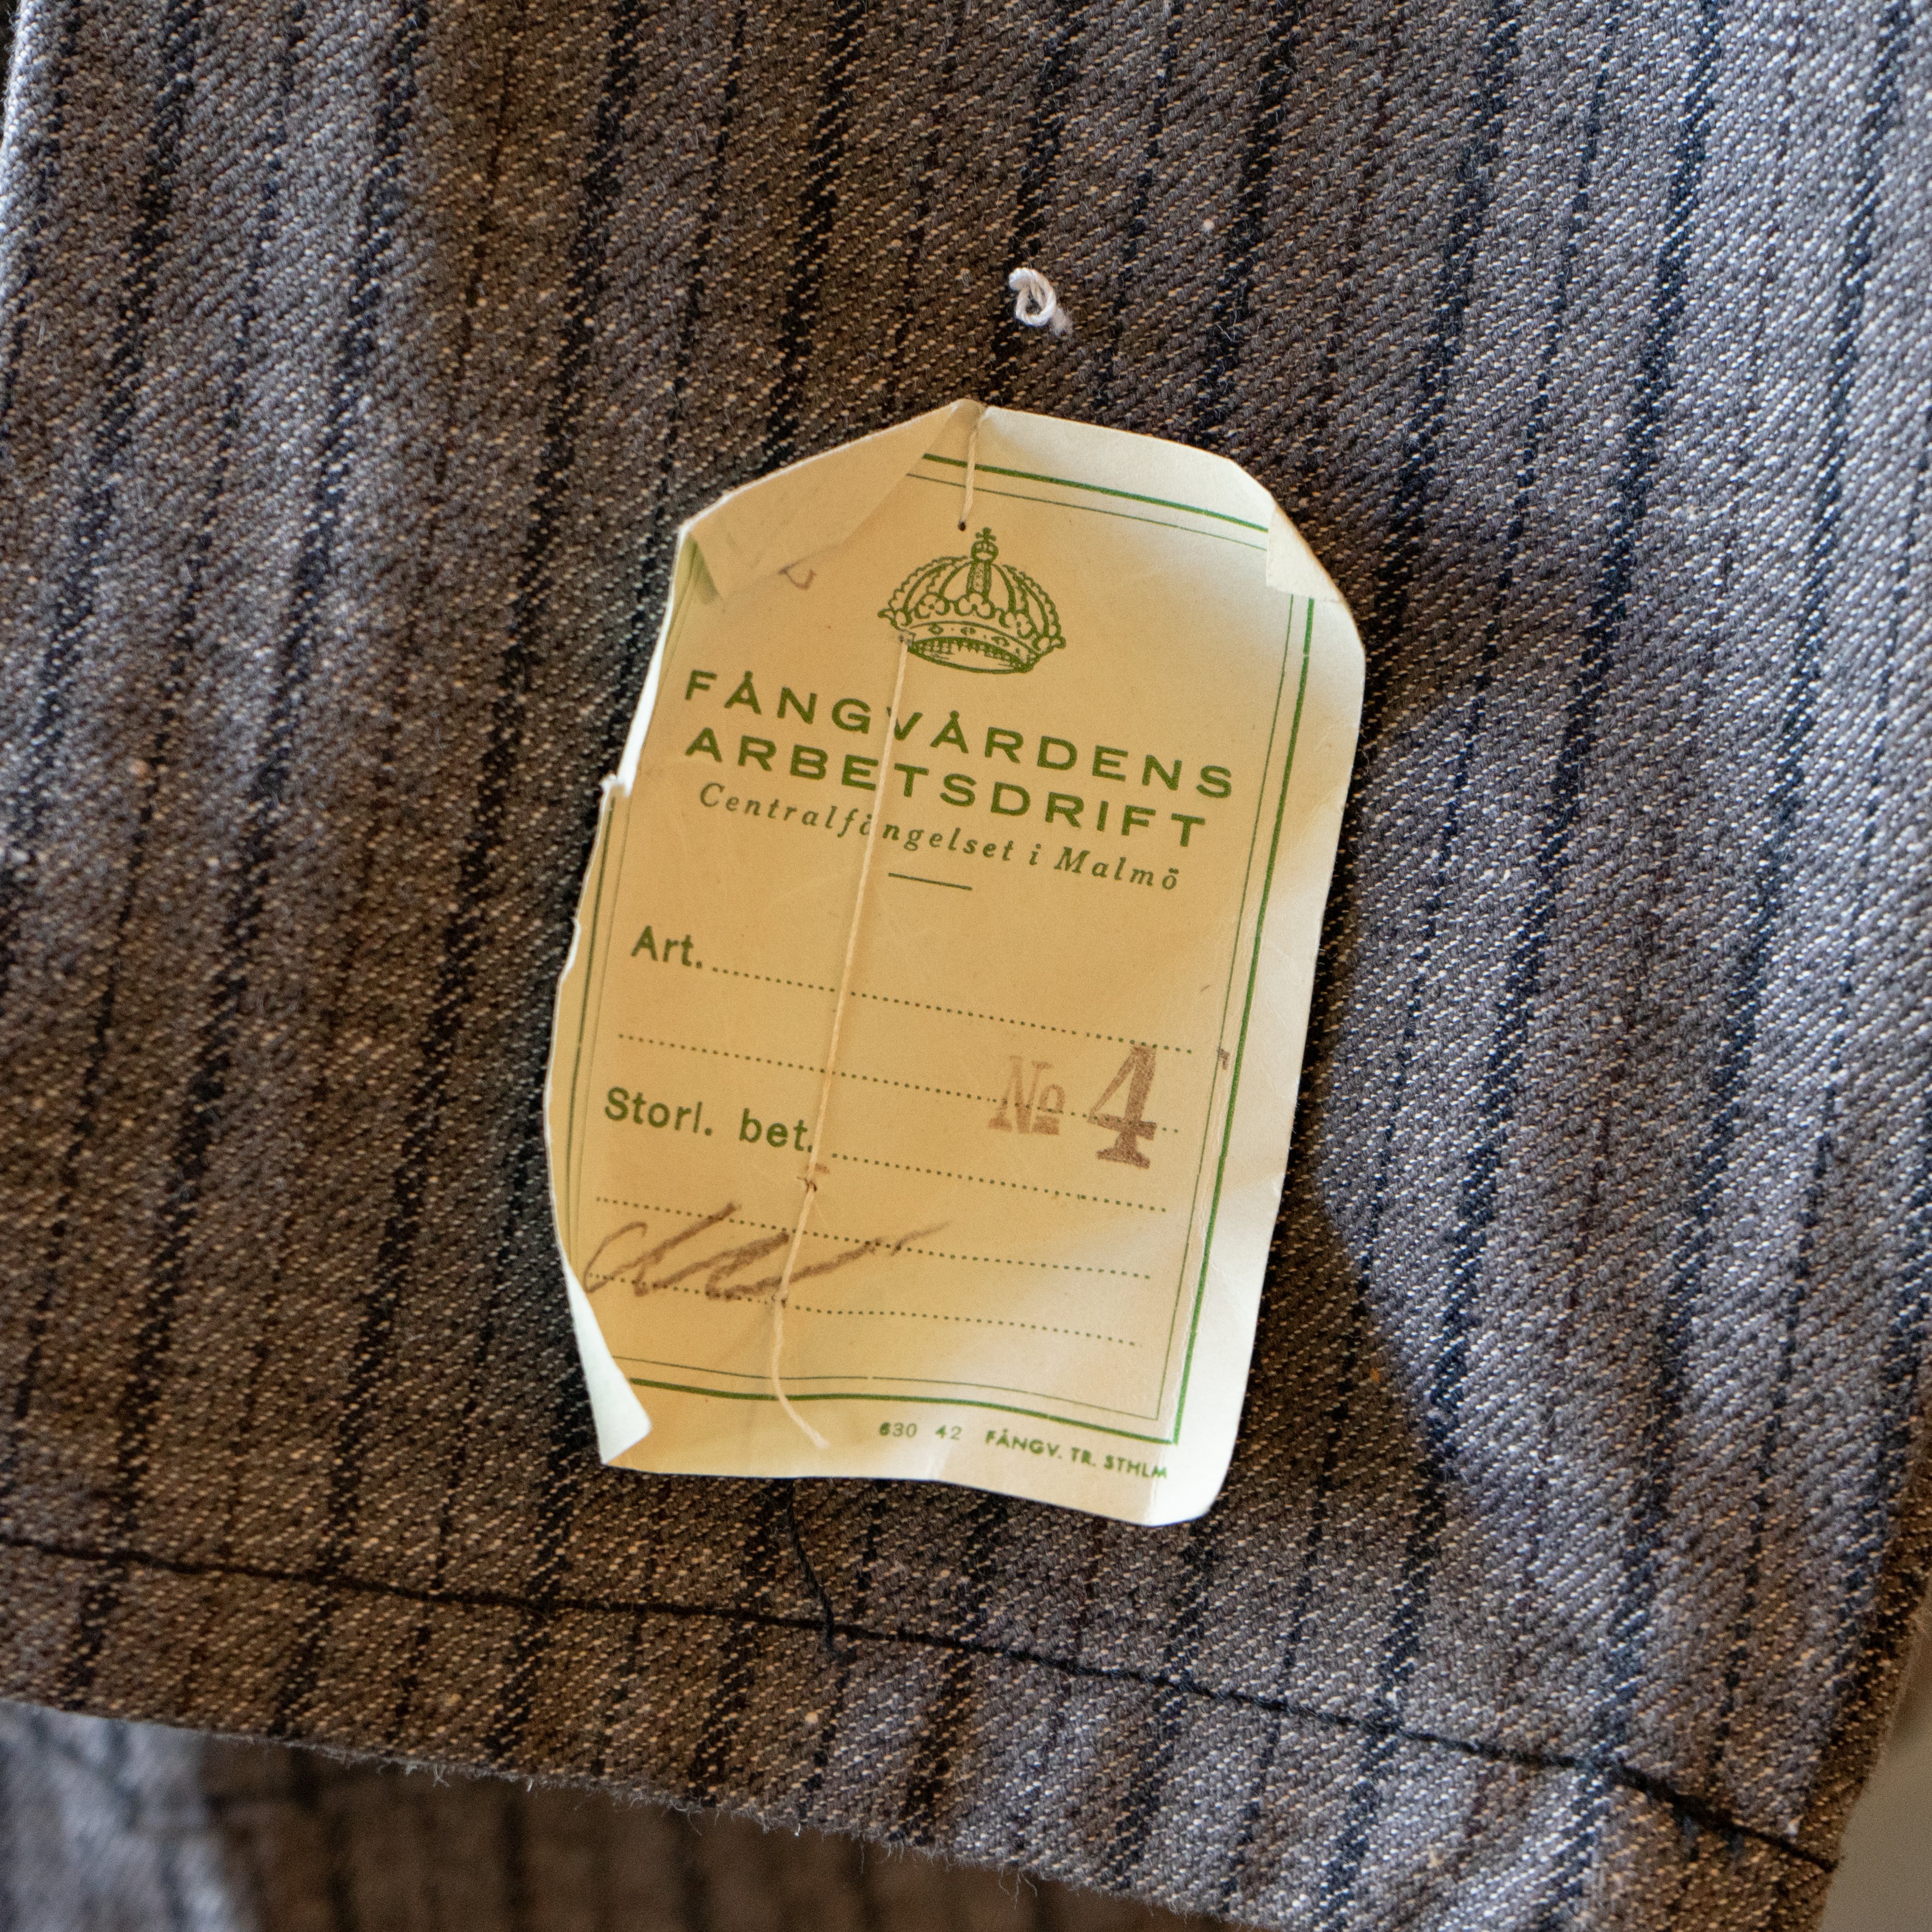 FÅNGVÅRDENS
ARBETSDRIFT
Centralfängelset i Malmö
Art.
Nº 4
Storl. bet.
630 42 FÅNGV. TR. STHLM